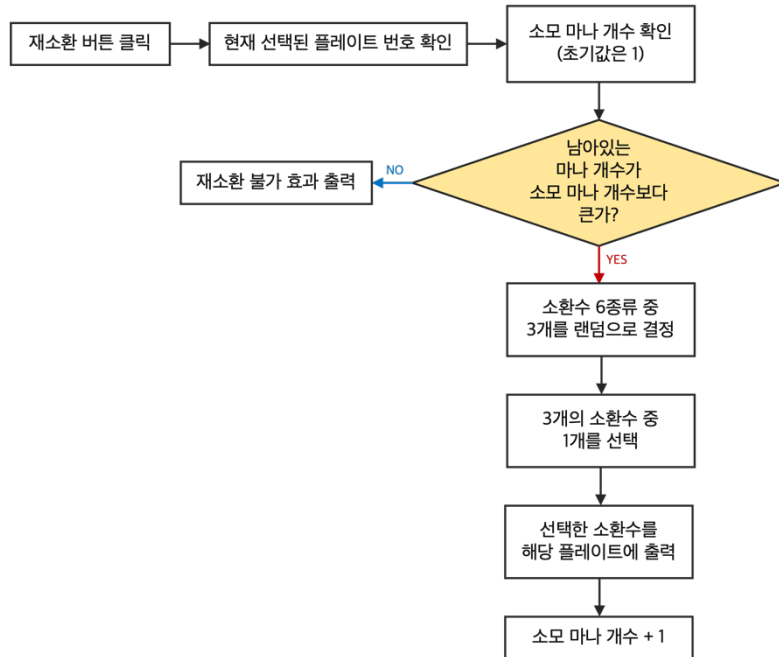 재소환 버튼 클릭
현재 선택된 플레이트 번호 확인
소모 마나 개수 확인
(초기값은 1)
남아있는
마나 개수가
소모 마나 개수보다
큰가?
NO
재소환 불가 효과 출력
YES
소환수 6종류 중
3개를 랜덤으로 결정
3개의 소환수 중
1개를 선택
선택한 소환수를
해당 플레이트에 출력
소모 마나 개수 + 1